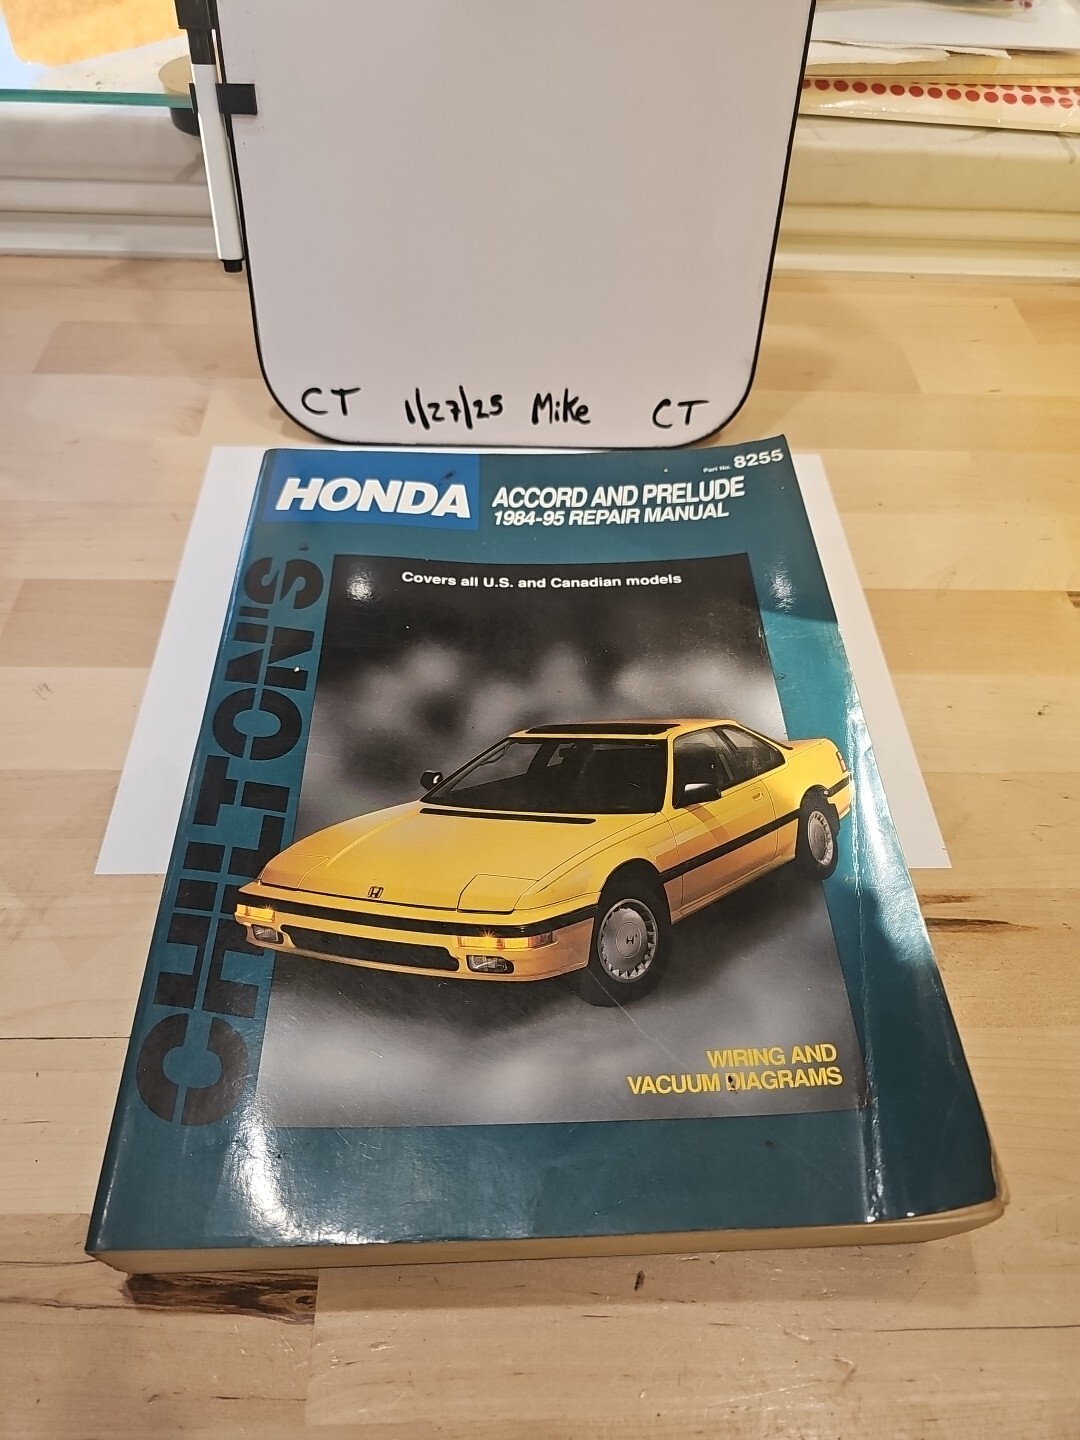 CT 1/27/25 Mike CT
Part No. 8255
HONDA
ACCORD AND PRELUDE
1984-95 REPAIR MANUAL
CHILTON'S
Covers all U.S. and Canadian models
WIRING AND
VACUUM DIAGRAMS